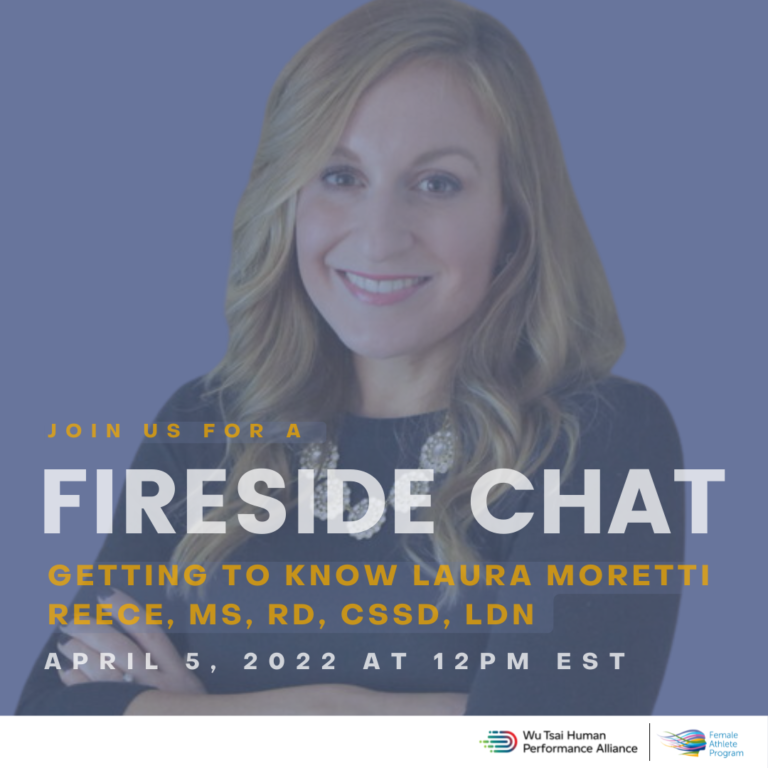 JOIN US FOR A
FIRESIDE CHAT
GETTING TO KNOW LAURA MORETTI
REECE, MS, RD, CSSD, LDN
APRIL 5, 2022 AT 12PM EST
Wu Tsai Human
Performance Alliance
Female
Athlete
Program